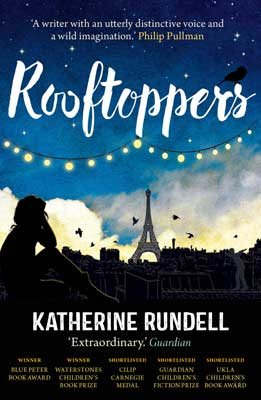 ‘A writer with an utterly distinctive voice and
a wild imagination.’ Philip Pullman
Rooftoppers
KATHERINE RUNDELL
‘Extraordinary.’ Guardian
WINNER
BLUE PETER
BOOK AWARD
WINNER
WATERSTONES
CHILDREN'S
BOOK PRIZE
SHORTLISTED
CILIP
CARNEGIE
MEDAL
SHORTLISTED
GUARDIAN
CHILDREN'S
FICTION PRIZE
SHORTLISTED
UKLA
CHILDREN'S
BOOK AWARD